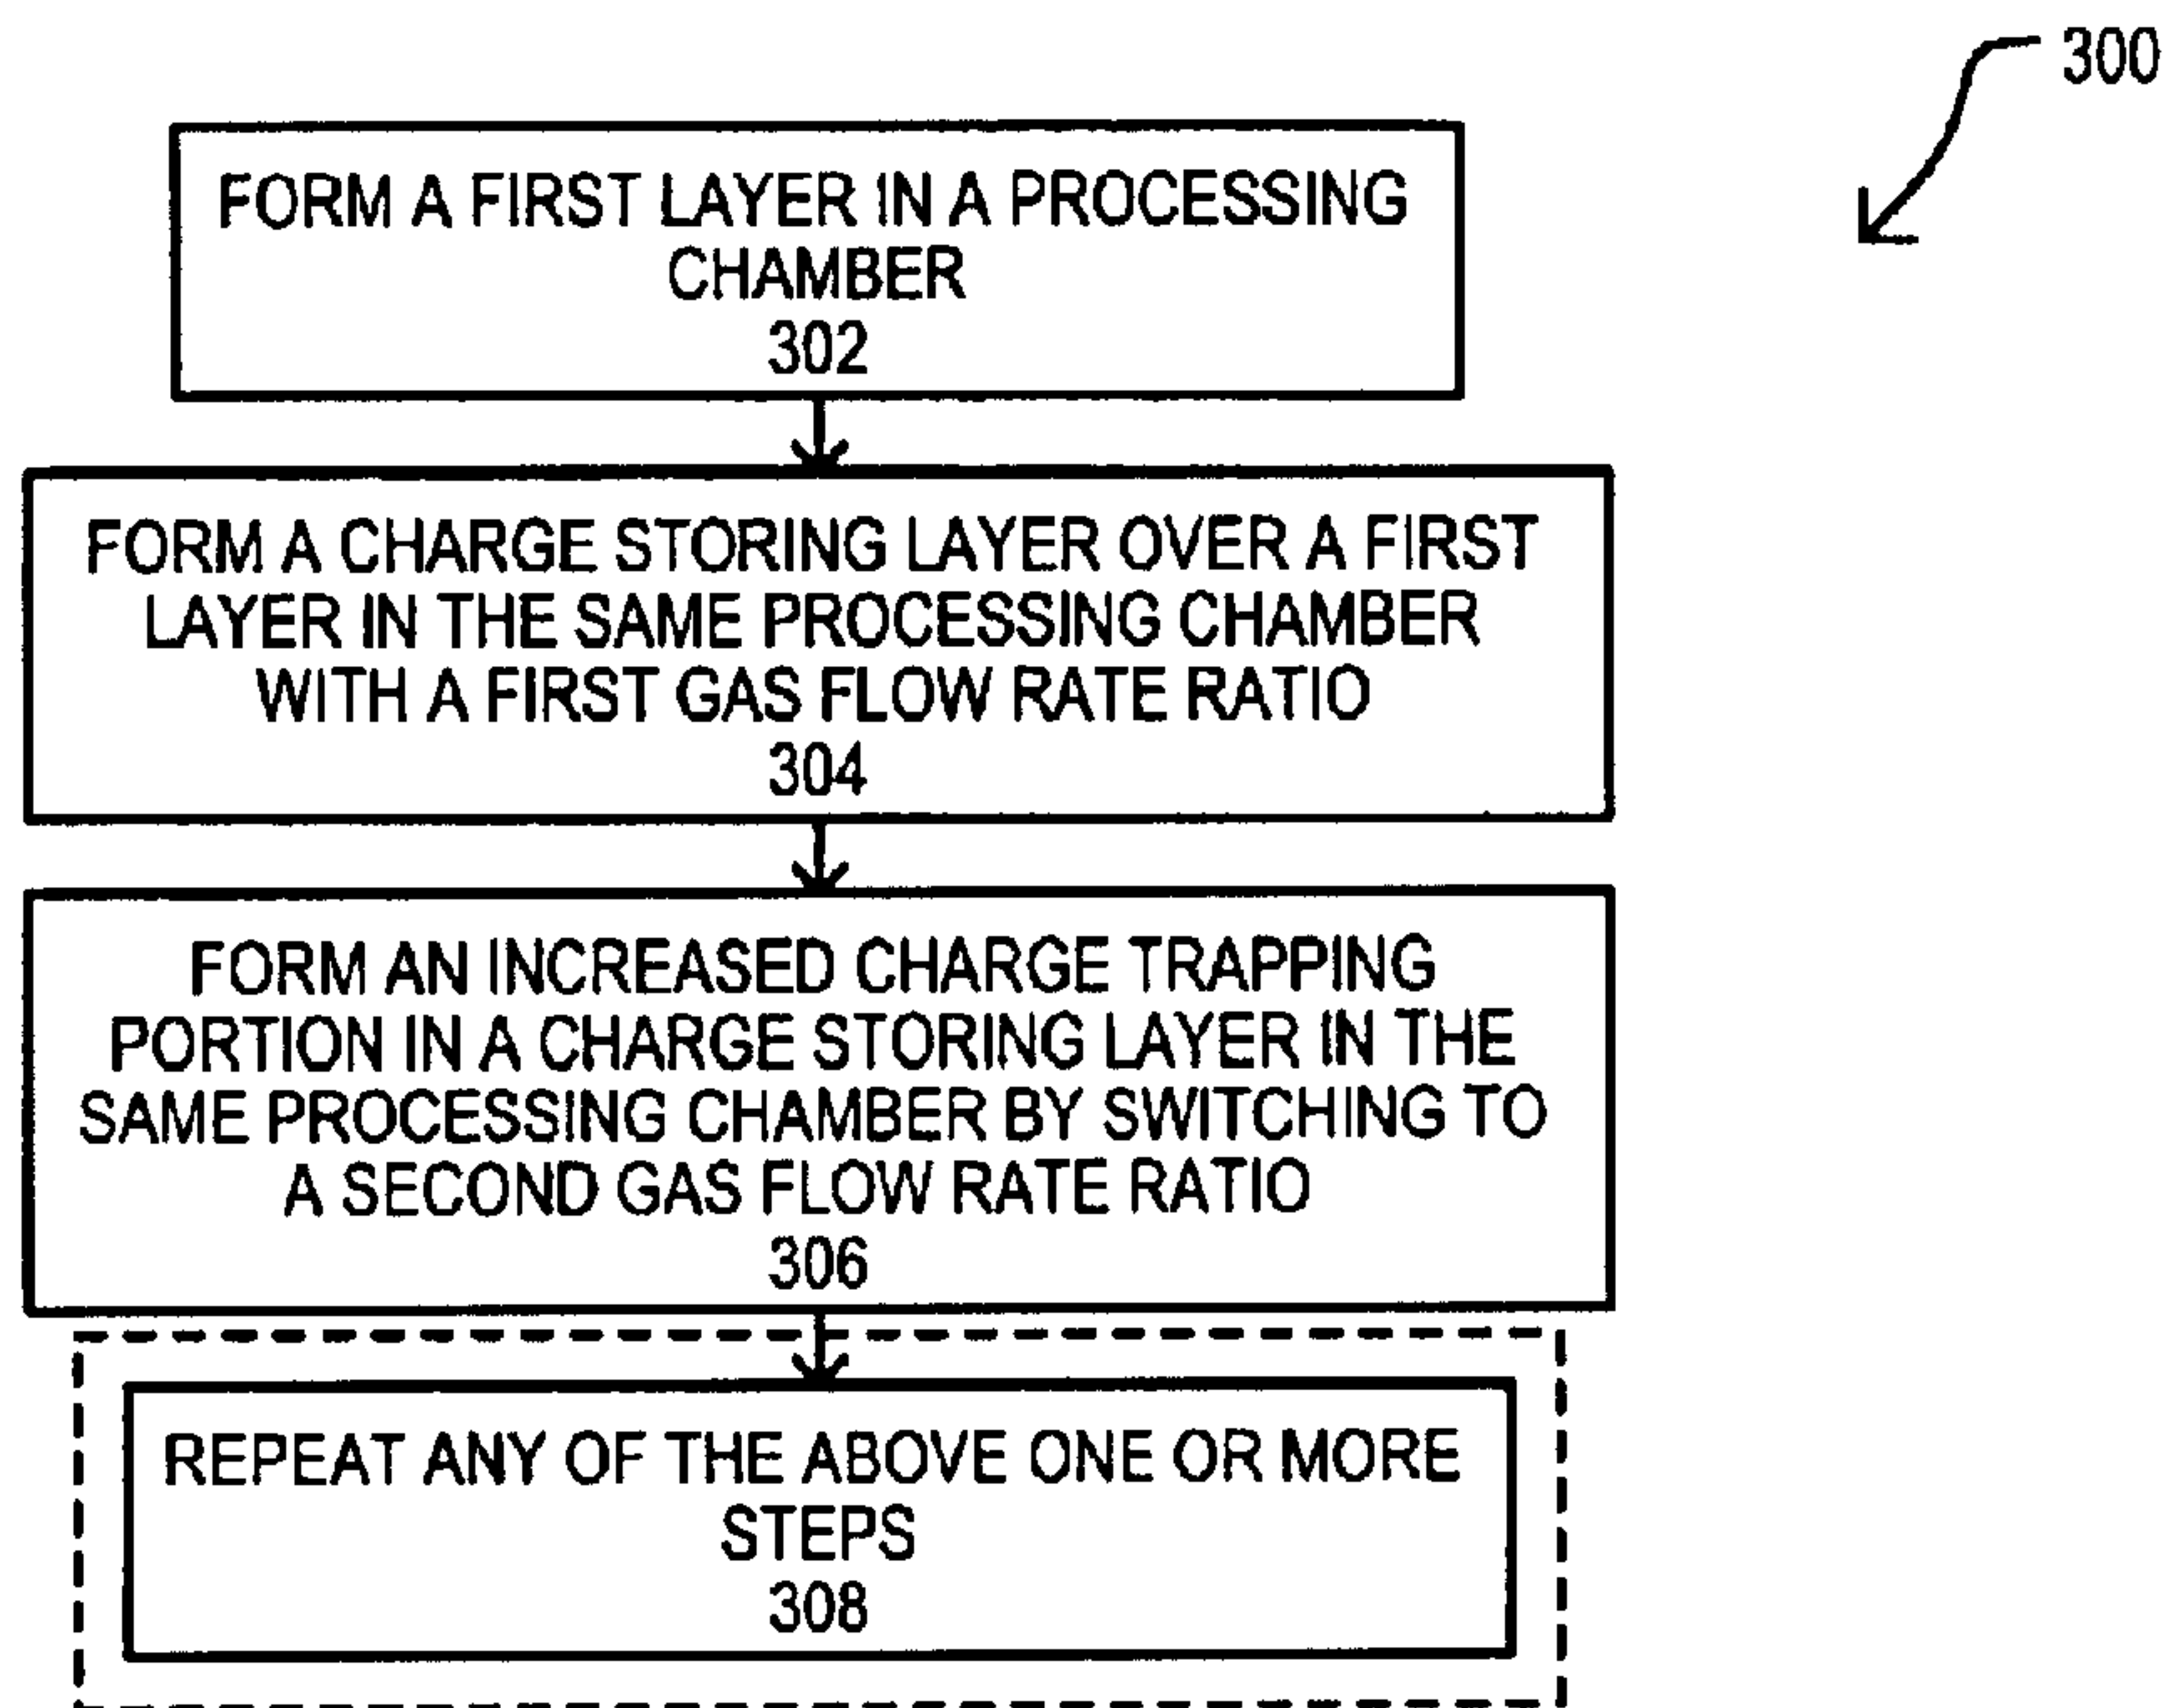 300
FORM A FIRST LAYER IN A PROCESSING
CHAMBER
302
FORM A CHARGE STORING LAYER OVER A FIRST
LAYER IN THE SAME PROCESSING CHAMBER
WITH A FIRST GAS FLOW RATE RATIO
304
FORM AN INCREASED CHARGE TRAPPING
PORTION IN A CHARGE STORING LAYER IN THE
SAME PROCESSING CHAMBER BY SWITCHING TO
A SECOND GAS FLOW RATE RATIO
306
REPEAT ANY OF THE ABOVE ONE OR MORE
STEPS
308